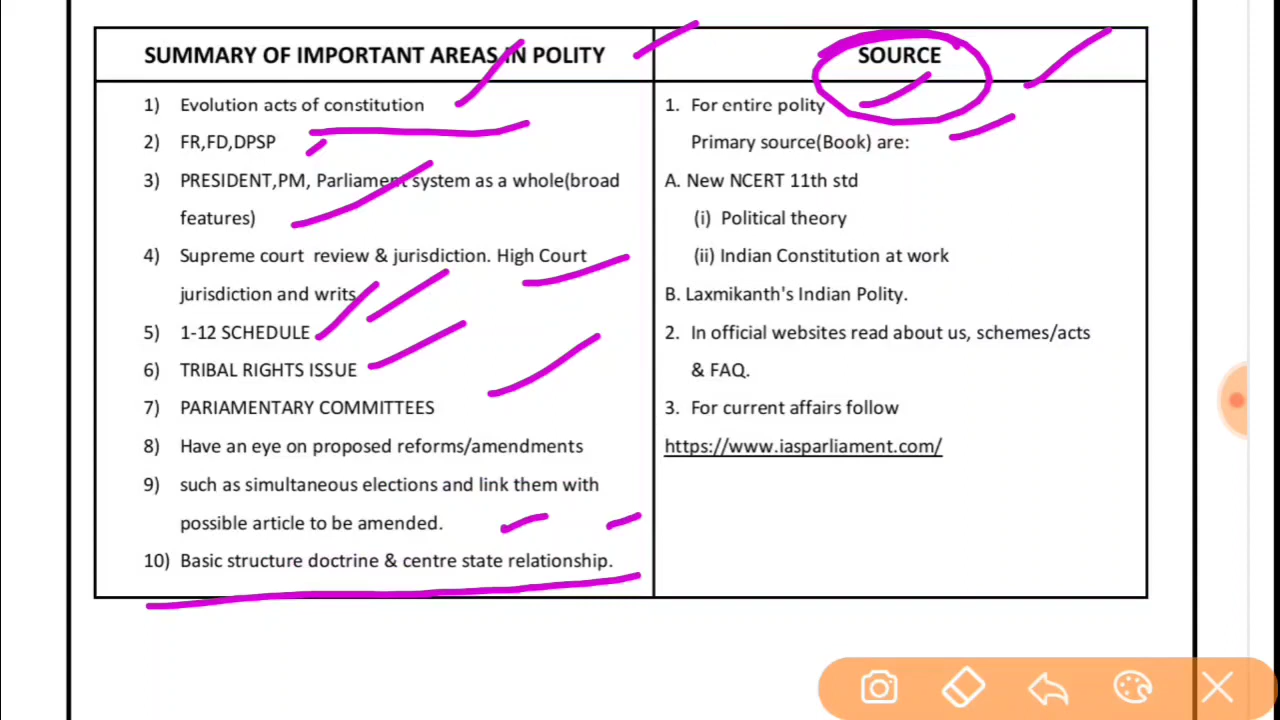 SUMMARY OF IMPORTANT AREAS IN POLITY
1) Evolution acts of constitution
2) FR,FD,DPSP
3) PRESIDENT,PM, Parliament system as a whole(broad
features)
4) Supreme court review & jurisdiction. High Court
jurisdiction and writs
5) 1-12 SCHEDULE
6) TRIBAL RIGHTS ISSUE
7) PARIAMENTARY COMMITTEES
8) Have an eye on proposed reforms/amendments
9) such as simultaneous elections and link them with
possible article to be amended.
10) Basic structure doctrine & centre state relationship.
SOURCE
1. For entire polity
Primary source(Book) are:
A. New NCERT 11th std
(i) Political theory
(ii) Indian Constitution at work
B. Laxmikanth's Indian Polity.
2. In official websites read about us, schemes/acts
& FAQ.
3. For current affairs follow
https://www.iasparliament.com/